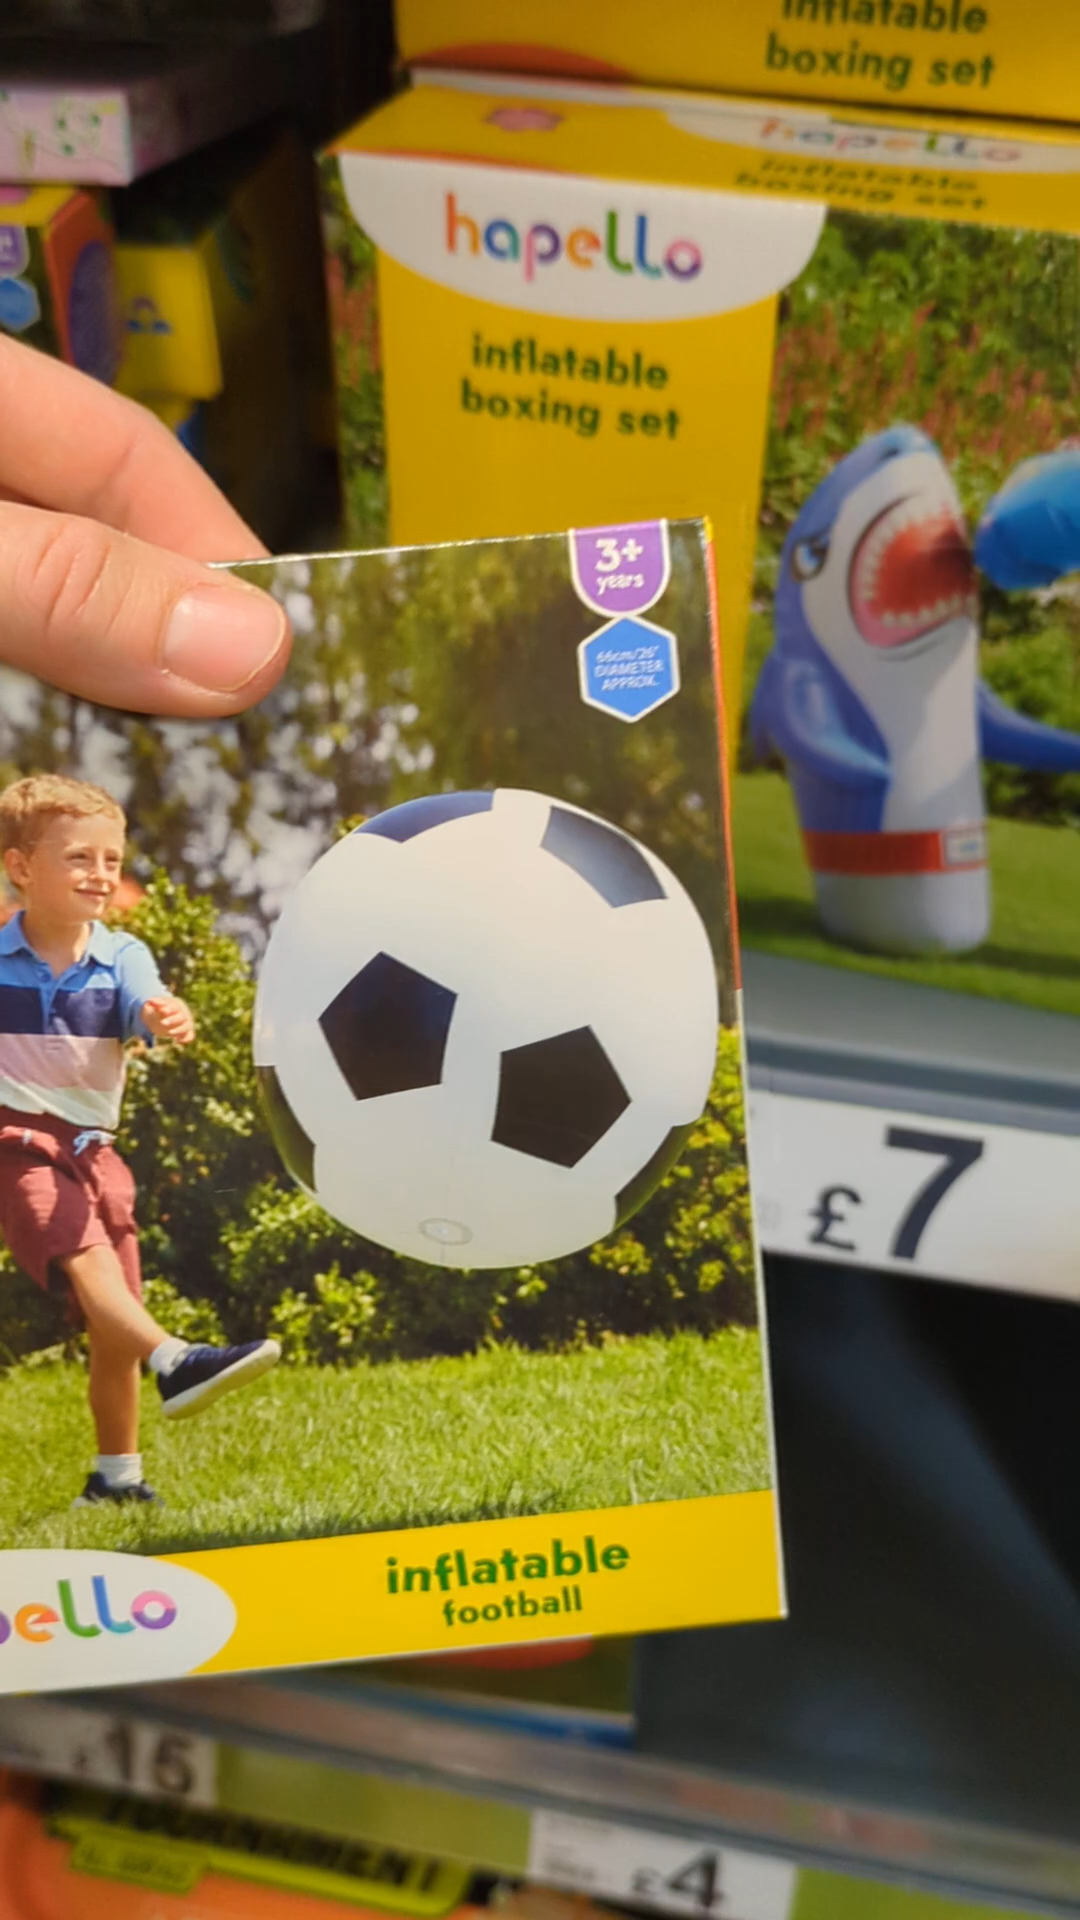 inflatable
boxing set
hapello
inflatable
boxing set
hapello
inflatable
boxing set
3+
years
66cm/26"
DIAMETER
APPROX.
£7
ello
inflatable
football
£15
£4